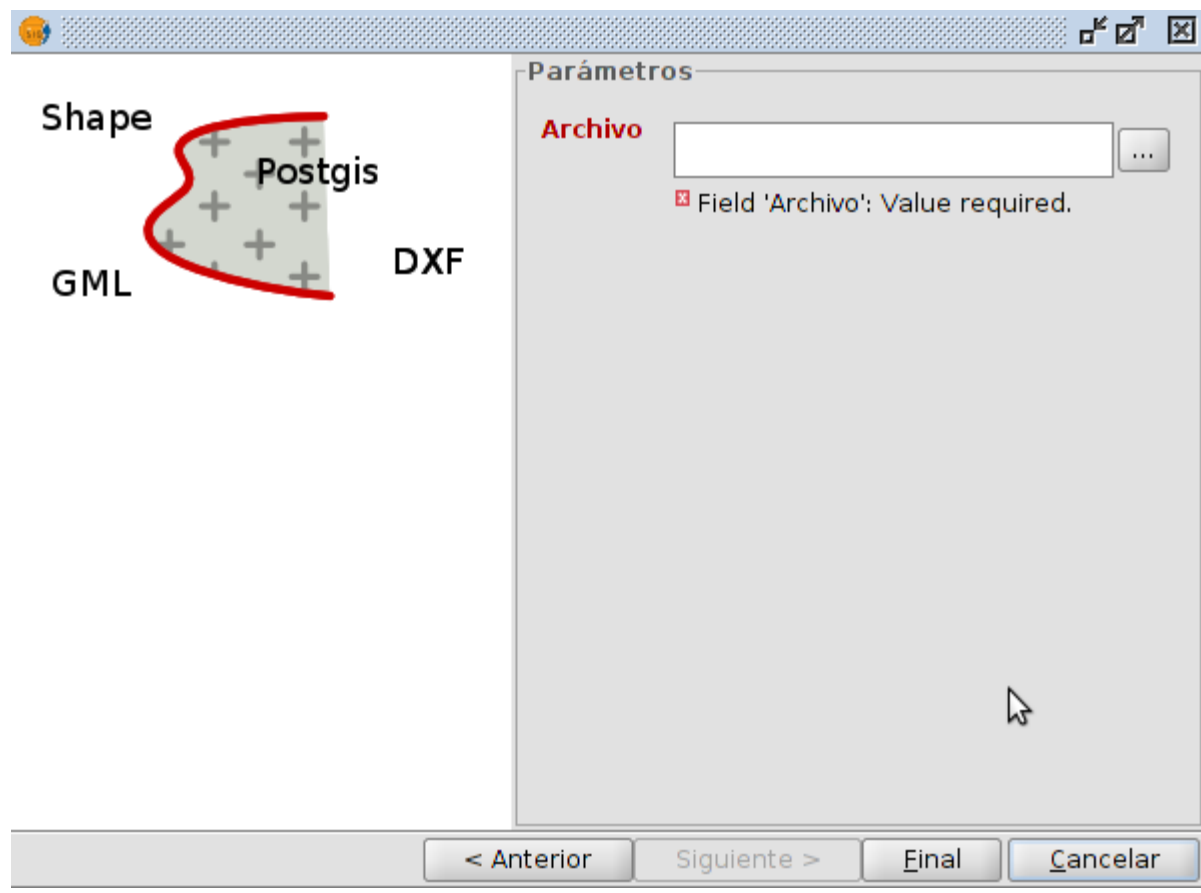 Parámetros
Shape
Postgis
GML
DXF
Archivo
...
Field 'Archivo': Value required.
< Anterior
Siguiente >
Final
Cancelar